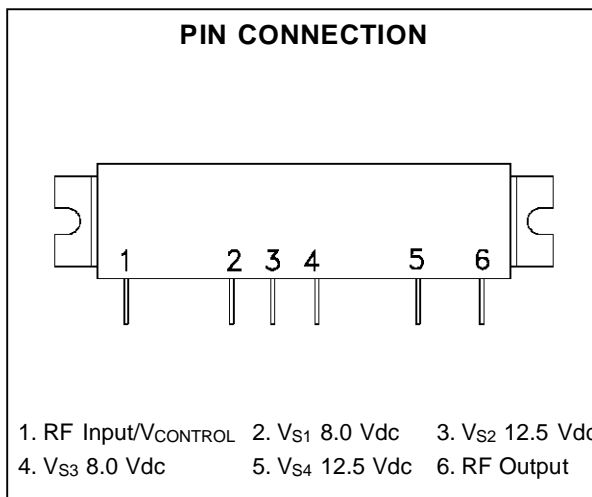 PIN CONNECTION
1 2 3 4 5 6
1. RF Input/VCONTROL 2. VS1 8.0 Vdc 3. VS2 12.5 Vdc
4. VS3 8.0 Vdc 5. VS4 12.5 Vdc 6. RF Output